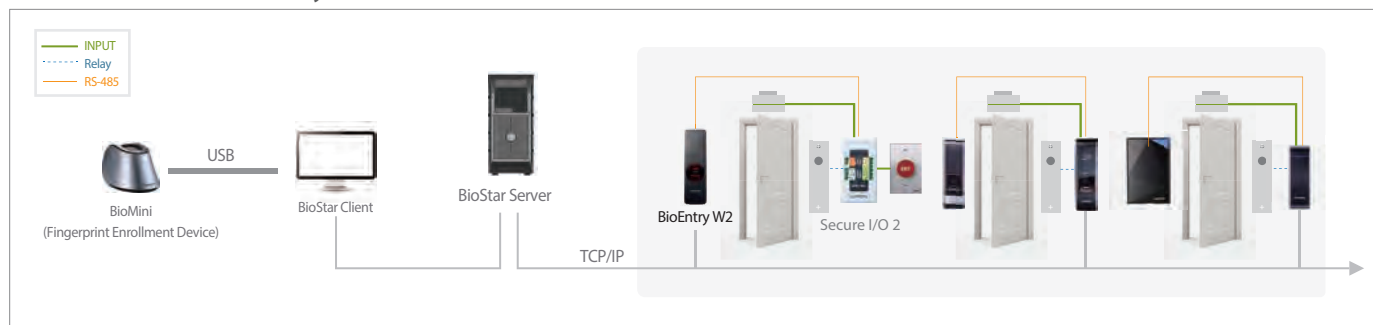 INPUT
Relay
RS-485
USB
BioMini
(Fingerprint Enrollment Device)
BioStar Client
BioStar Server
TCP/IP
BioEntry W2
Secure I/O 2
EXIT